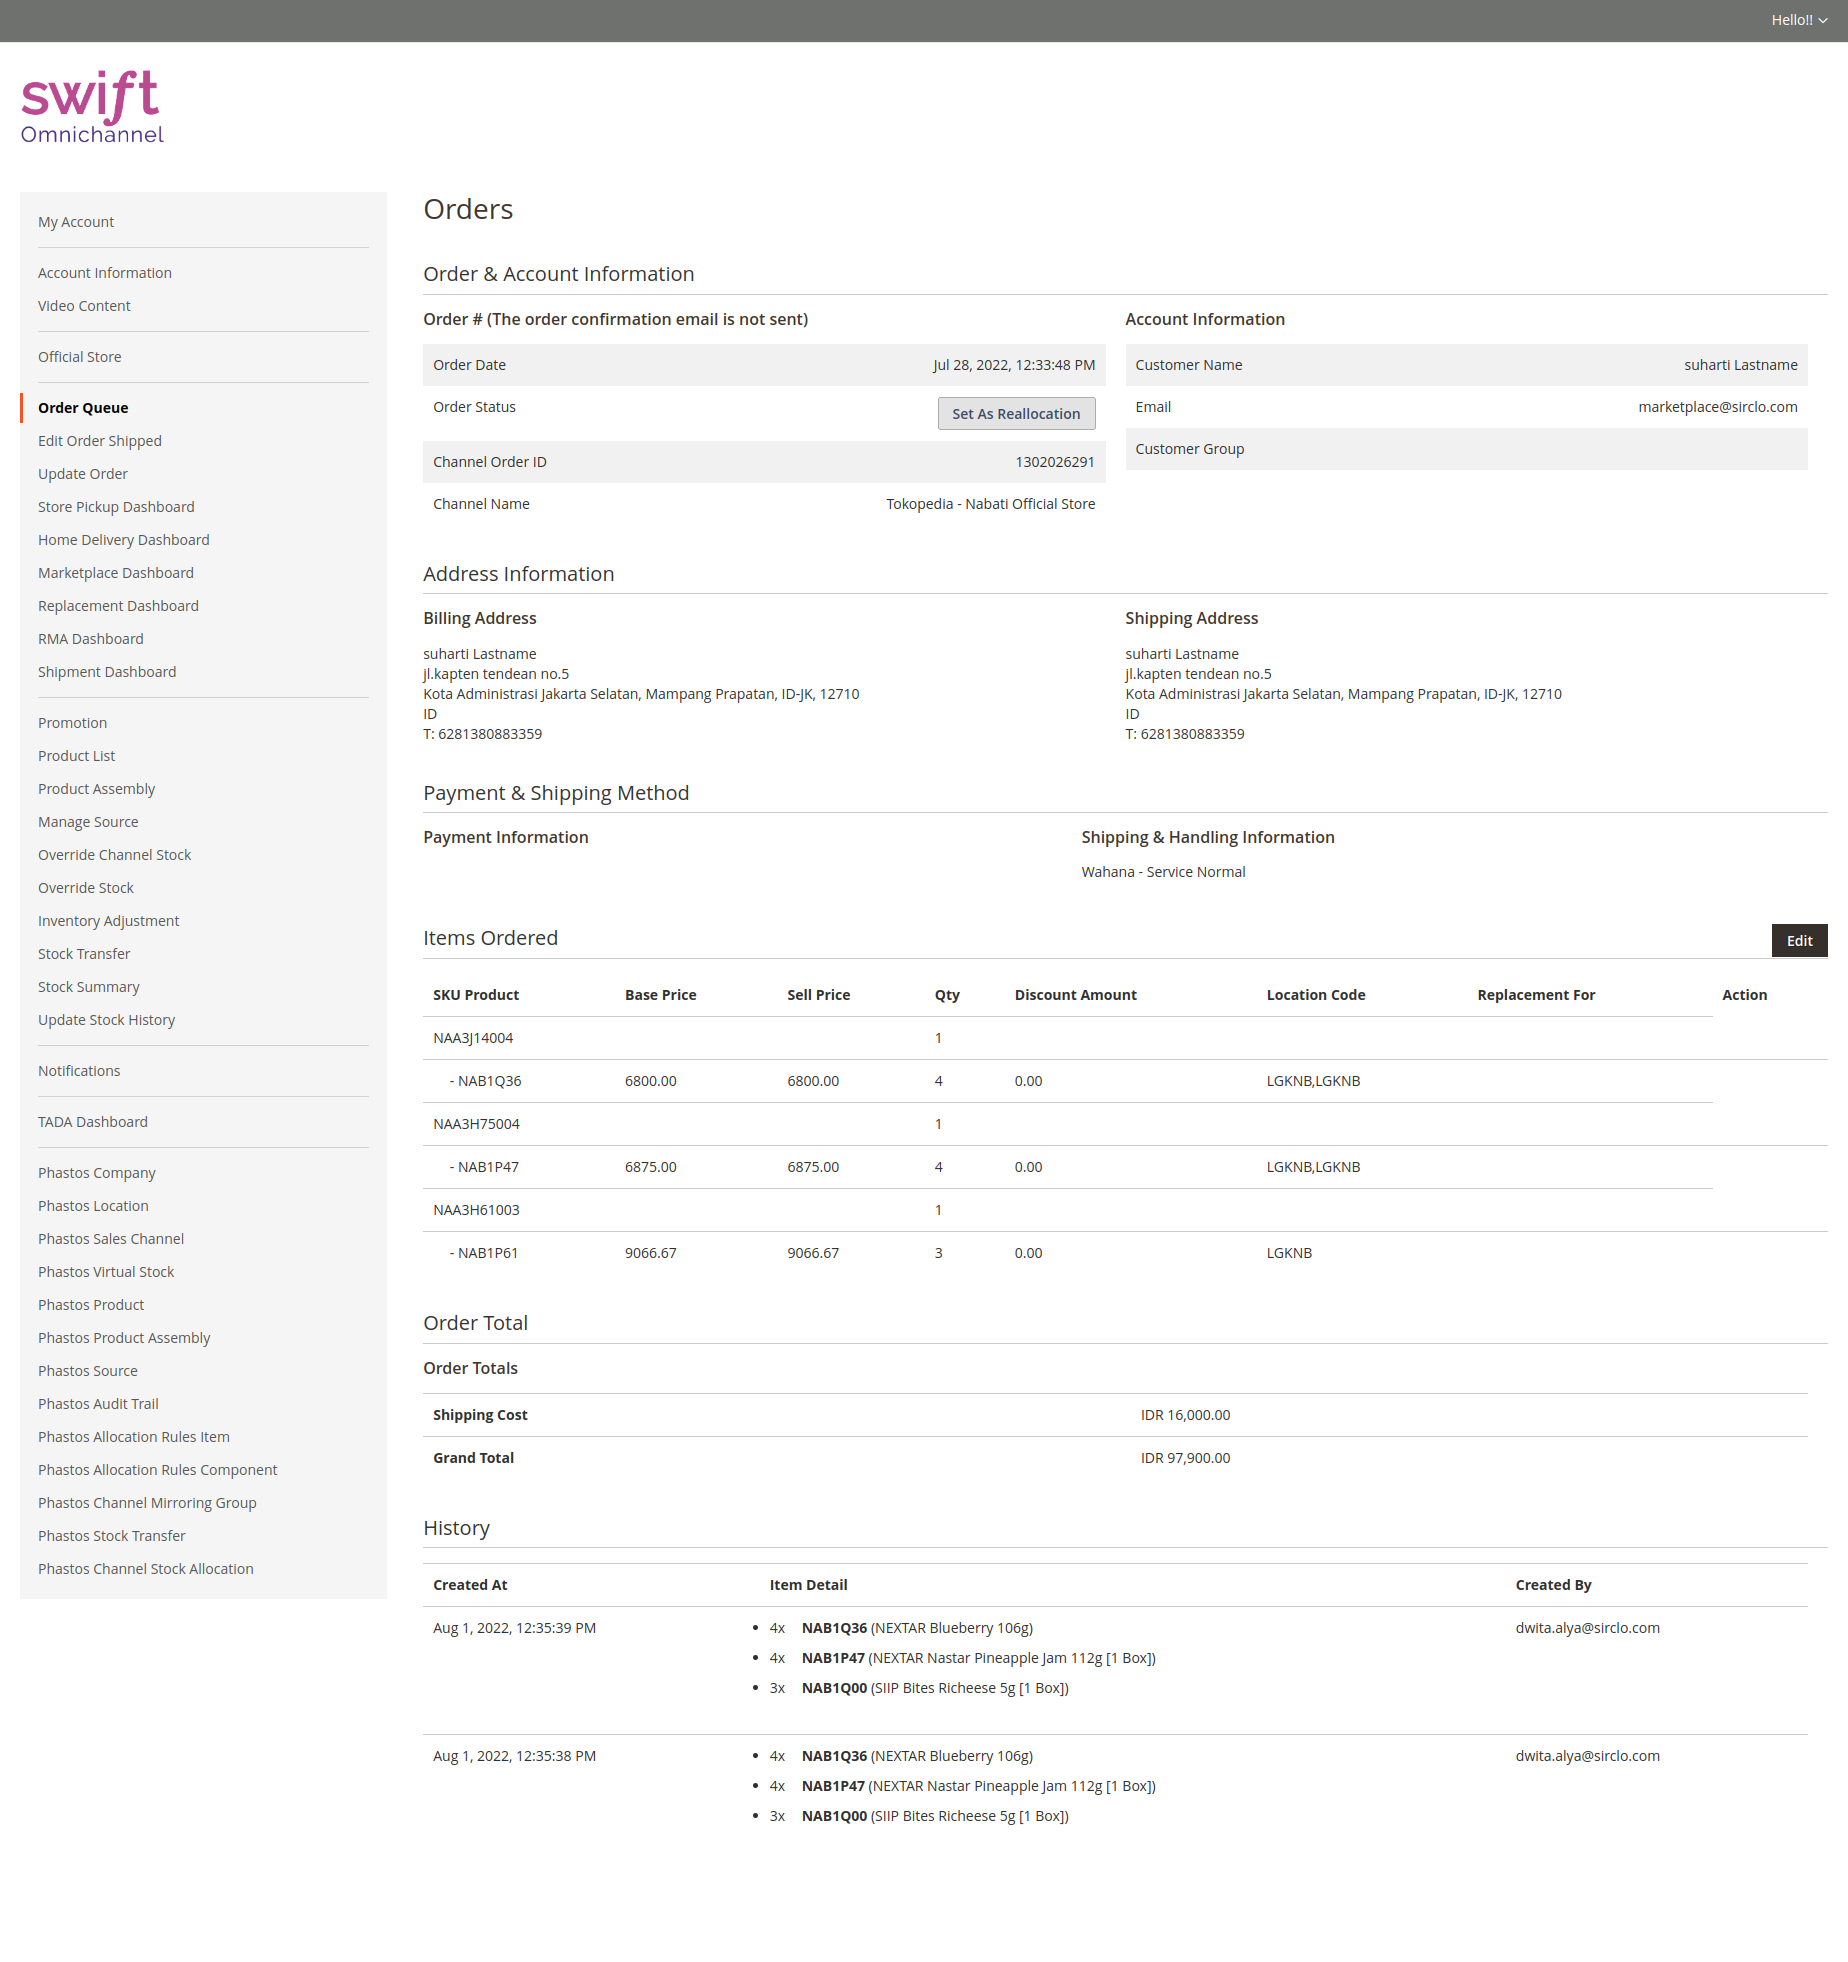 Hello!!
swift
Omnichannel
My Account
Account Information
Video Content
Official Store
Order Queue
Edit Order Shipped
Update Order
Store Pickup Dashboard
Home Delivery Dashboard
Marketplace Dashboard
Replacement Dashboard
RMA Dashboard
Shipment Dashboard
Promotion
Product List
Product Assembly
Manage Source
Override Channel Stock
Override Stock
Inventory Adjustment
Stock Transfer
Stock Summary
Update Stock History
Notifications
TADA Dashboard
Phastos Company
Phastos Location
Phastos Sales Channel
Phastos Virtual Stock
Phastos Product
Phastos Product Assembly
Phastos Source
Phastos Audit Trail
Phastos Allocation Rules Item
Phastos Allocation Rules Component
Phastos Channel Mirroring Group
Phastos Stock Transfer
Phastos Channel Stock Allocation
Orders
Order & Account Information
Order # (The order confirmation email is not sent)
Order Date Jul 28, 2022, 12:33:48 PM
Order Status Set As Reallocation
Channel Order ID 1302026291
Channel Name Tokopedia - Nabati Official Store
Account Information
Customer Name suharti Lastname
Email marketplace@sirclo.com
Customer Group
Address Information
Billing Address
suharti Lastname
jl.kapten tendean no.5
Kota Administrasi Jakarta Selatan, Mampang Prapatan, ID-JK, 12710
ID
T: 6281380883359
Shipping Address
suharti Lastname
jl.kapten tendean no.5
Kota Administrasi Jakarta Selatan, Mampang Prapatan, ID-JK, 12710
ID
T: 6281380883359
Payment & Shipping Method
Payment Information
Shipping & Handling Information
Wahana - Service Normal
Items Ordered Edit
SKU Product Base Price Sell Price Qty Discount Amount Location Code Replacement For Action
NAA3J14004 1
- NAB1Q36 6800.00 6800.00 4 0.00 LGKNB,LGKNB
NAA3H75004 1
- NAB1P47 6875.00 6875.00 4 0.00 LGKNB,LGKNB
NAA3H61003 1
- NAB1P61 9066.67 9066.67 3 0.00 LGKNB
Order Total
Order Totals
Shipping Cost IDR 16,000.00
Grand Total IDR 97,900.00
History
Created At Item Detail Created By
Aug 1, 2022, 12:35:39 PM • 4x NAB1Q36 (NEXTAR Blueberry 106g) dwita.alya@sirclo.com
• 4x NAB1P47 (NEXTAR Nastar Pineapple Jam 112g [1 Box])
• 3x NAB1Q00 (SIIP Bites Richeese 5g [1 Box])
Aug 1, 2022, 12:35:38 PM • 4x NAB1Q36 (NEXTAR Blueberry 106g) dwita.alya@sirclo.com
• 4x NAB1P47 (NEXTAR Nastar Pineapple Jam 112g [1 Box])
• 3x NAB1Q00 (SIIP Bites Richeese 5g [1 Box])